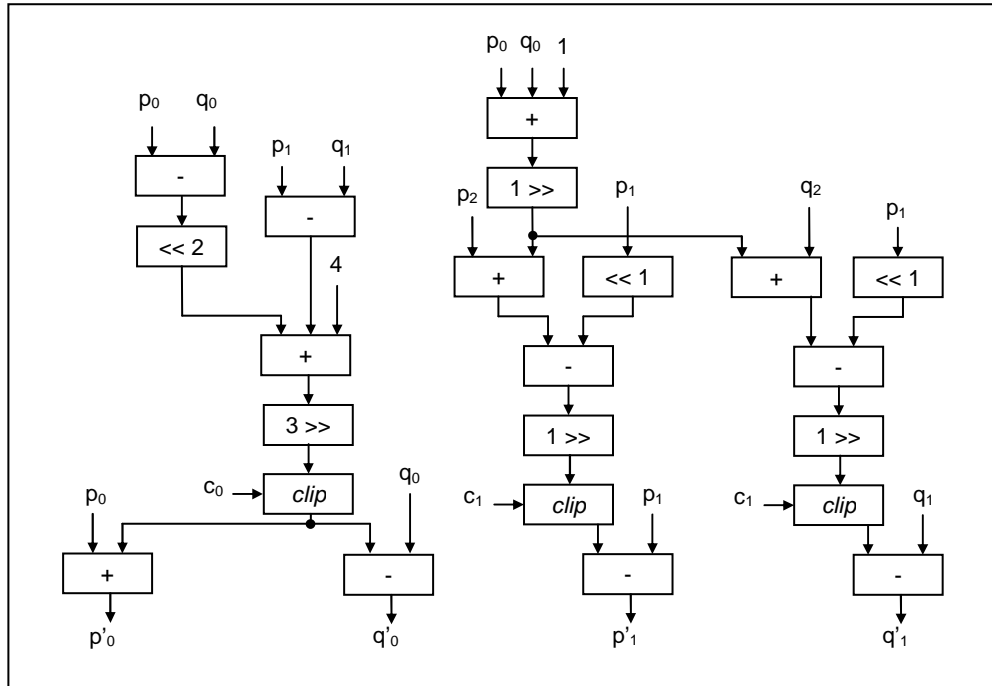 p0 q0 1
+
p0 q0
p1 q1
-
1 >>
-
p2 p1 q2 p1
<< 2
4
+ << 1 + << 1
+
- -
3 >>
1 >> 1 >>
c0 clip q0
p0
c1 clip p1 c1 clip q1
+ - - -
p'0 q'0 p'1 q'1